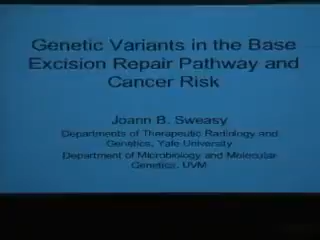 Genetic Variants in the Base
Excision Repair Pathway and
Cancer Risk
Joann B. Sweasy
Departments of Therapeutic Radiology and
Genetics, Yale University
Department of Microbiology and Molecular
Genetics, UVM